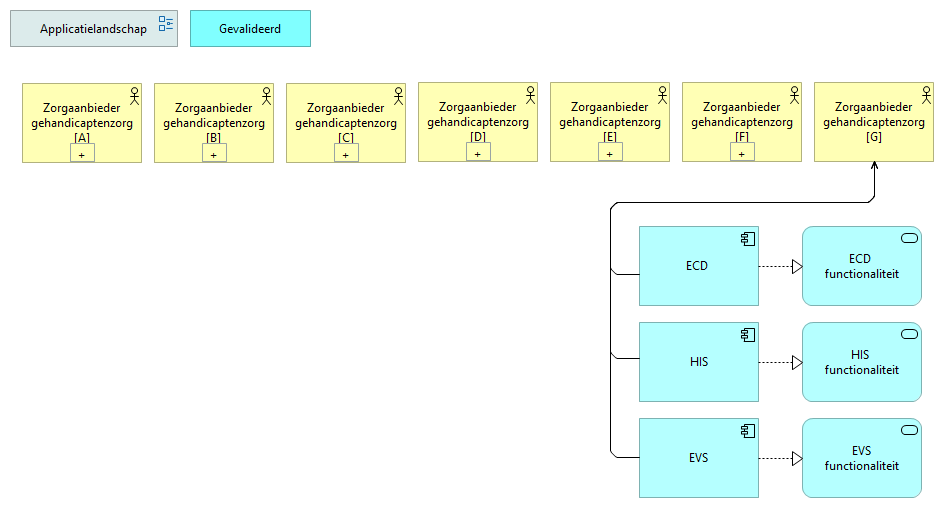 Applicatielandschap
Gevalideerd
Zorgaanbieder
gehandicaptenzorg
[A]
+
Zorgaanbieder
gehandicaptenzorg
[B]
+
Zorgaanbieder
gehandicaptenzorg
[C]
+
Zorgaanbieder
gehandicaptenzorg
[D]
+
Zorgaanbieder
gehandicaptenzorg
[E]
+
Zorgaanbieder
gehandicaptenzorg
[F]
+
Zorgaanbieder
gehandicaptenzorg
[G]
ECD
ECD
functionaliteit
HIS
HIS
functionaliteit
EVS
EVS
functionaliteit